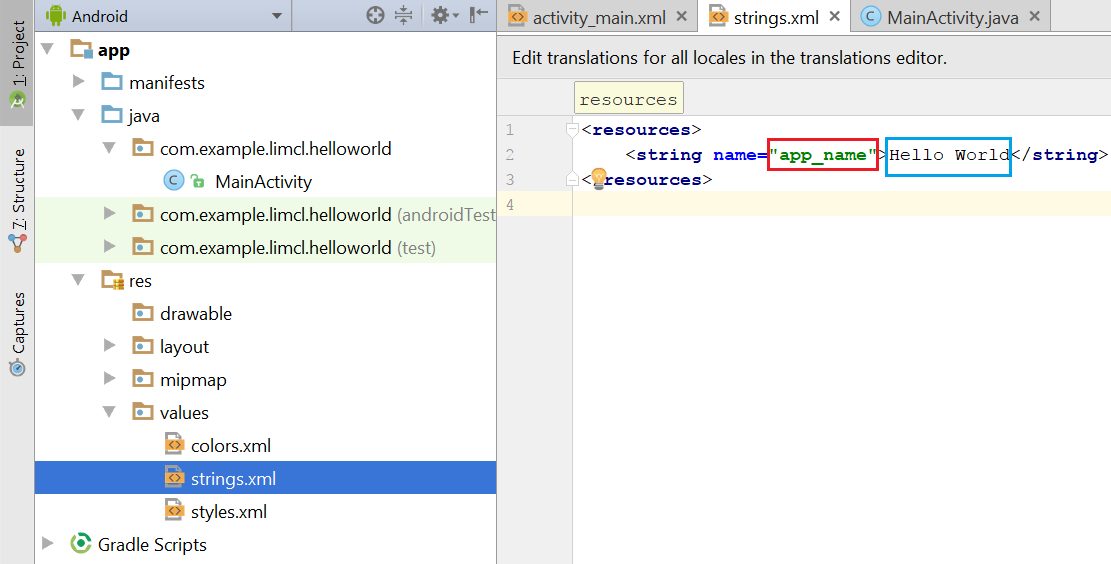 1: Project
7: Structure
Captures
Android
app
manifests
java
com.example.limcl.helloworld
MainActivity
com.example.limcl.helloworld (androidTest
com.example.limcl.helloworld (test)
res
drawable
layout
mipmap
values
colors.xml
strings.xml
styles.xml
Gradle Scripts
activity_main.xml
strings.xml
MainActivity.java
Edit translations for all locales in the translations editor.
resources
1 <resources>
2 <string name="app_name">Hello World</string>
3 <resources>
4